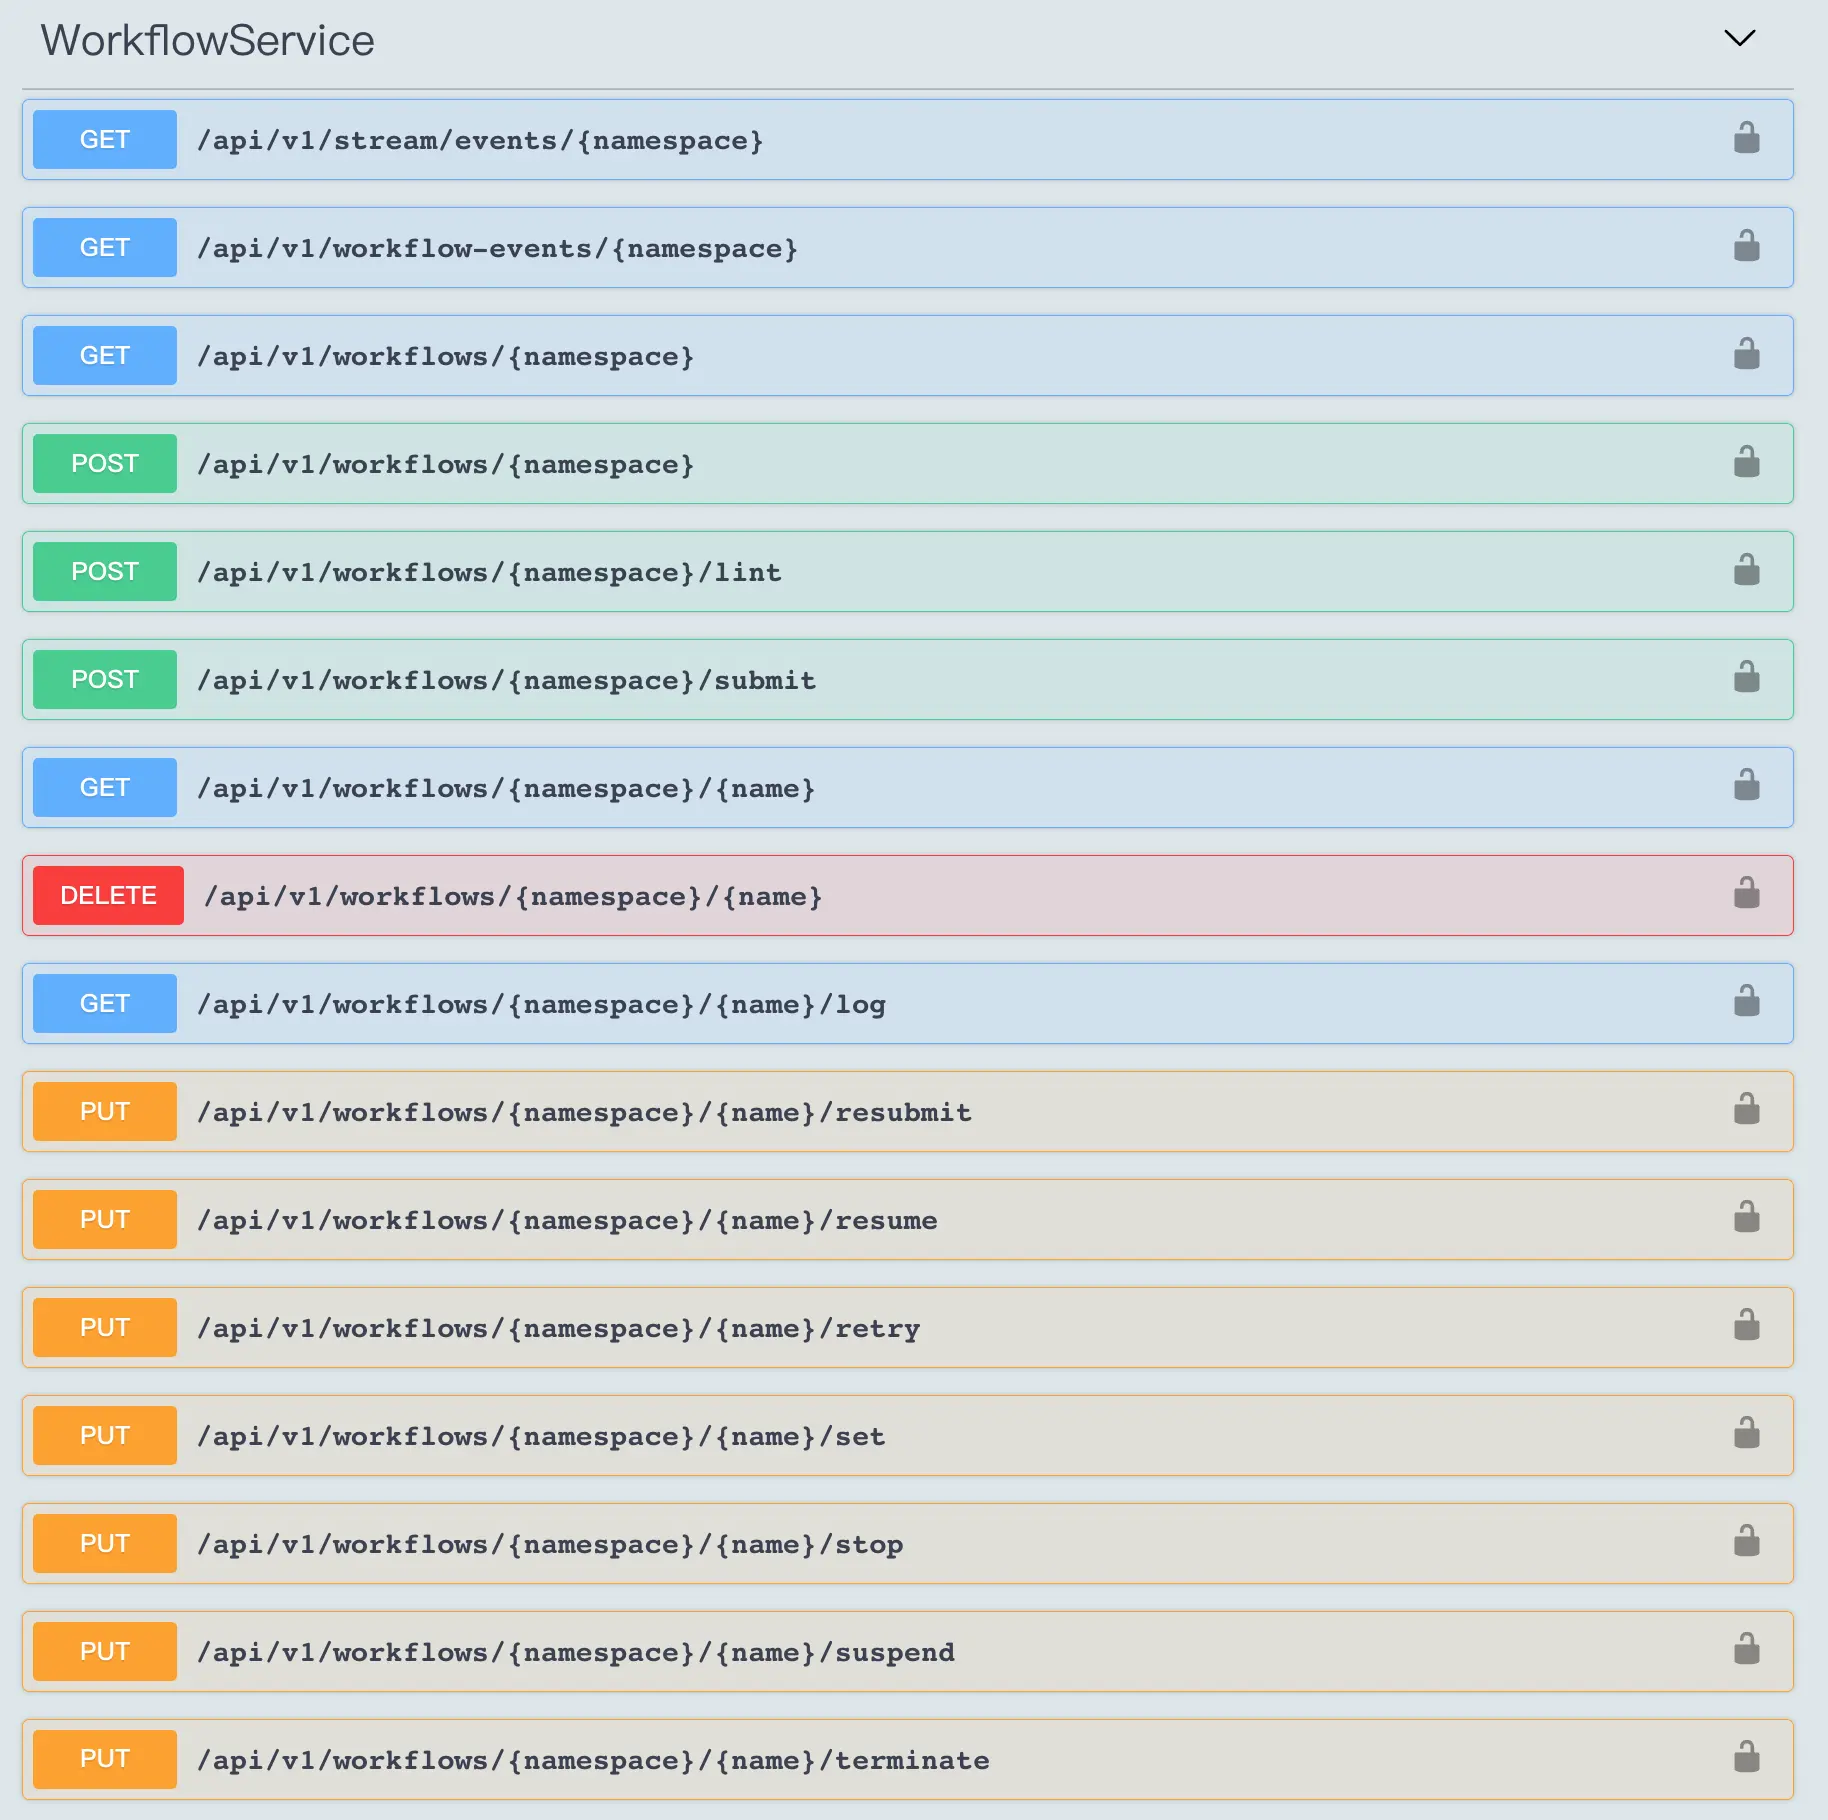 WorkflowService
GET /api/v1/stream/events/{namespace}
GET /api/v1/workflow-events/{namespace}
GET /api/v1/workflows/{namespace}
POST /api/v1/workflows/{namespace}
POST /api/v1/workflows/{namespace}/lint
POST /api/v1/workflows/{namespace}/submit
GET /api/v1/workflows/{namespace}/{name}
DELETE /api/v1/workflows/{namespace}/{name}
GET /api/v1/workflows/{namespace}/{name}/log
PUT /api/v1/workflows/{namespace}/{name}/resubmit
PUT /api/v1/workflows/{namespace}/{name}/resume
PUT /api/v1/workflows/{namespace}/{name}/retry
PUT /api/v1/workflows/{namespace}/{name}/set
PUT /api/v1/workflows/{namespace}/{name}/stop
PUT /api/v1/workflows/{namespace}/{name}/suspend
PUT /api/v1/workflows/{namespace}/{name}/terminate